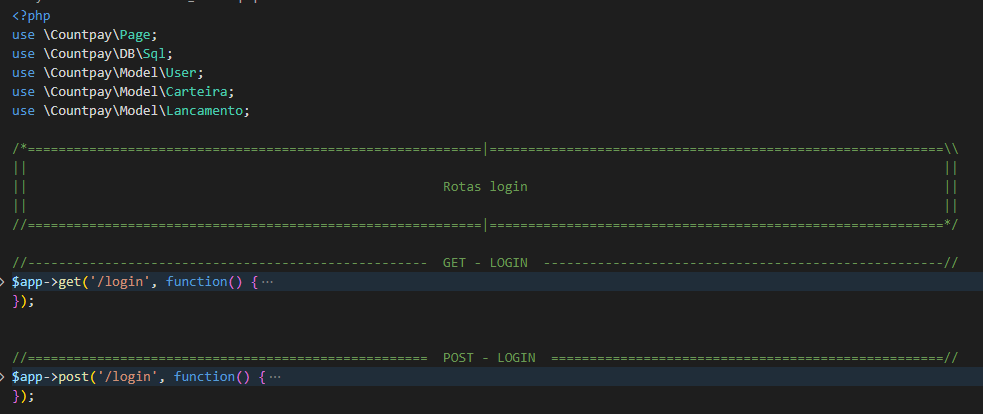 <?php
use \Countpay\Page;
use \Countpay\DB\Sql;
use \Countpay\Model\User;
use \Countpay\Model\Carteira;
use \Countpay\Model\Lancamento;
/*===========================================================|===========================================================\\
|| ||
|| Rotas login ||
|| ||
//===========================================================|===========================================================*/
//---------------------------------------------------- GET - LOGIN ----------------------------------------------------//
$app->get('/login', function() { ...
});
//==================================================== POST - LOGIN ===================================================//
$app->post('/login', function() { ...
});